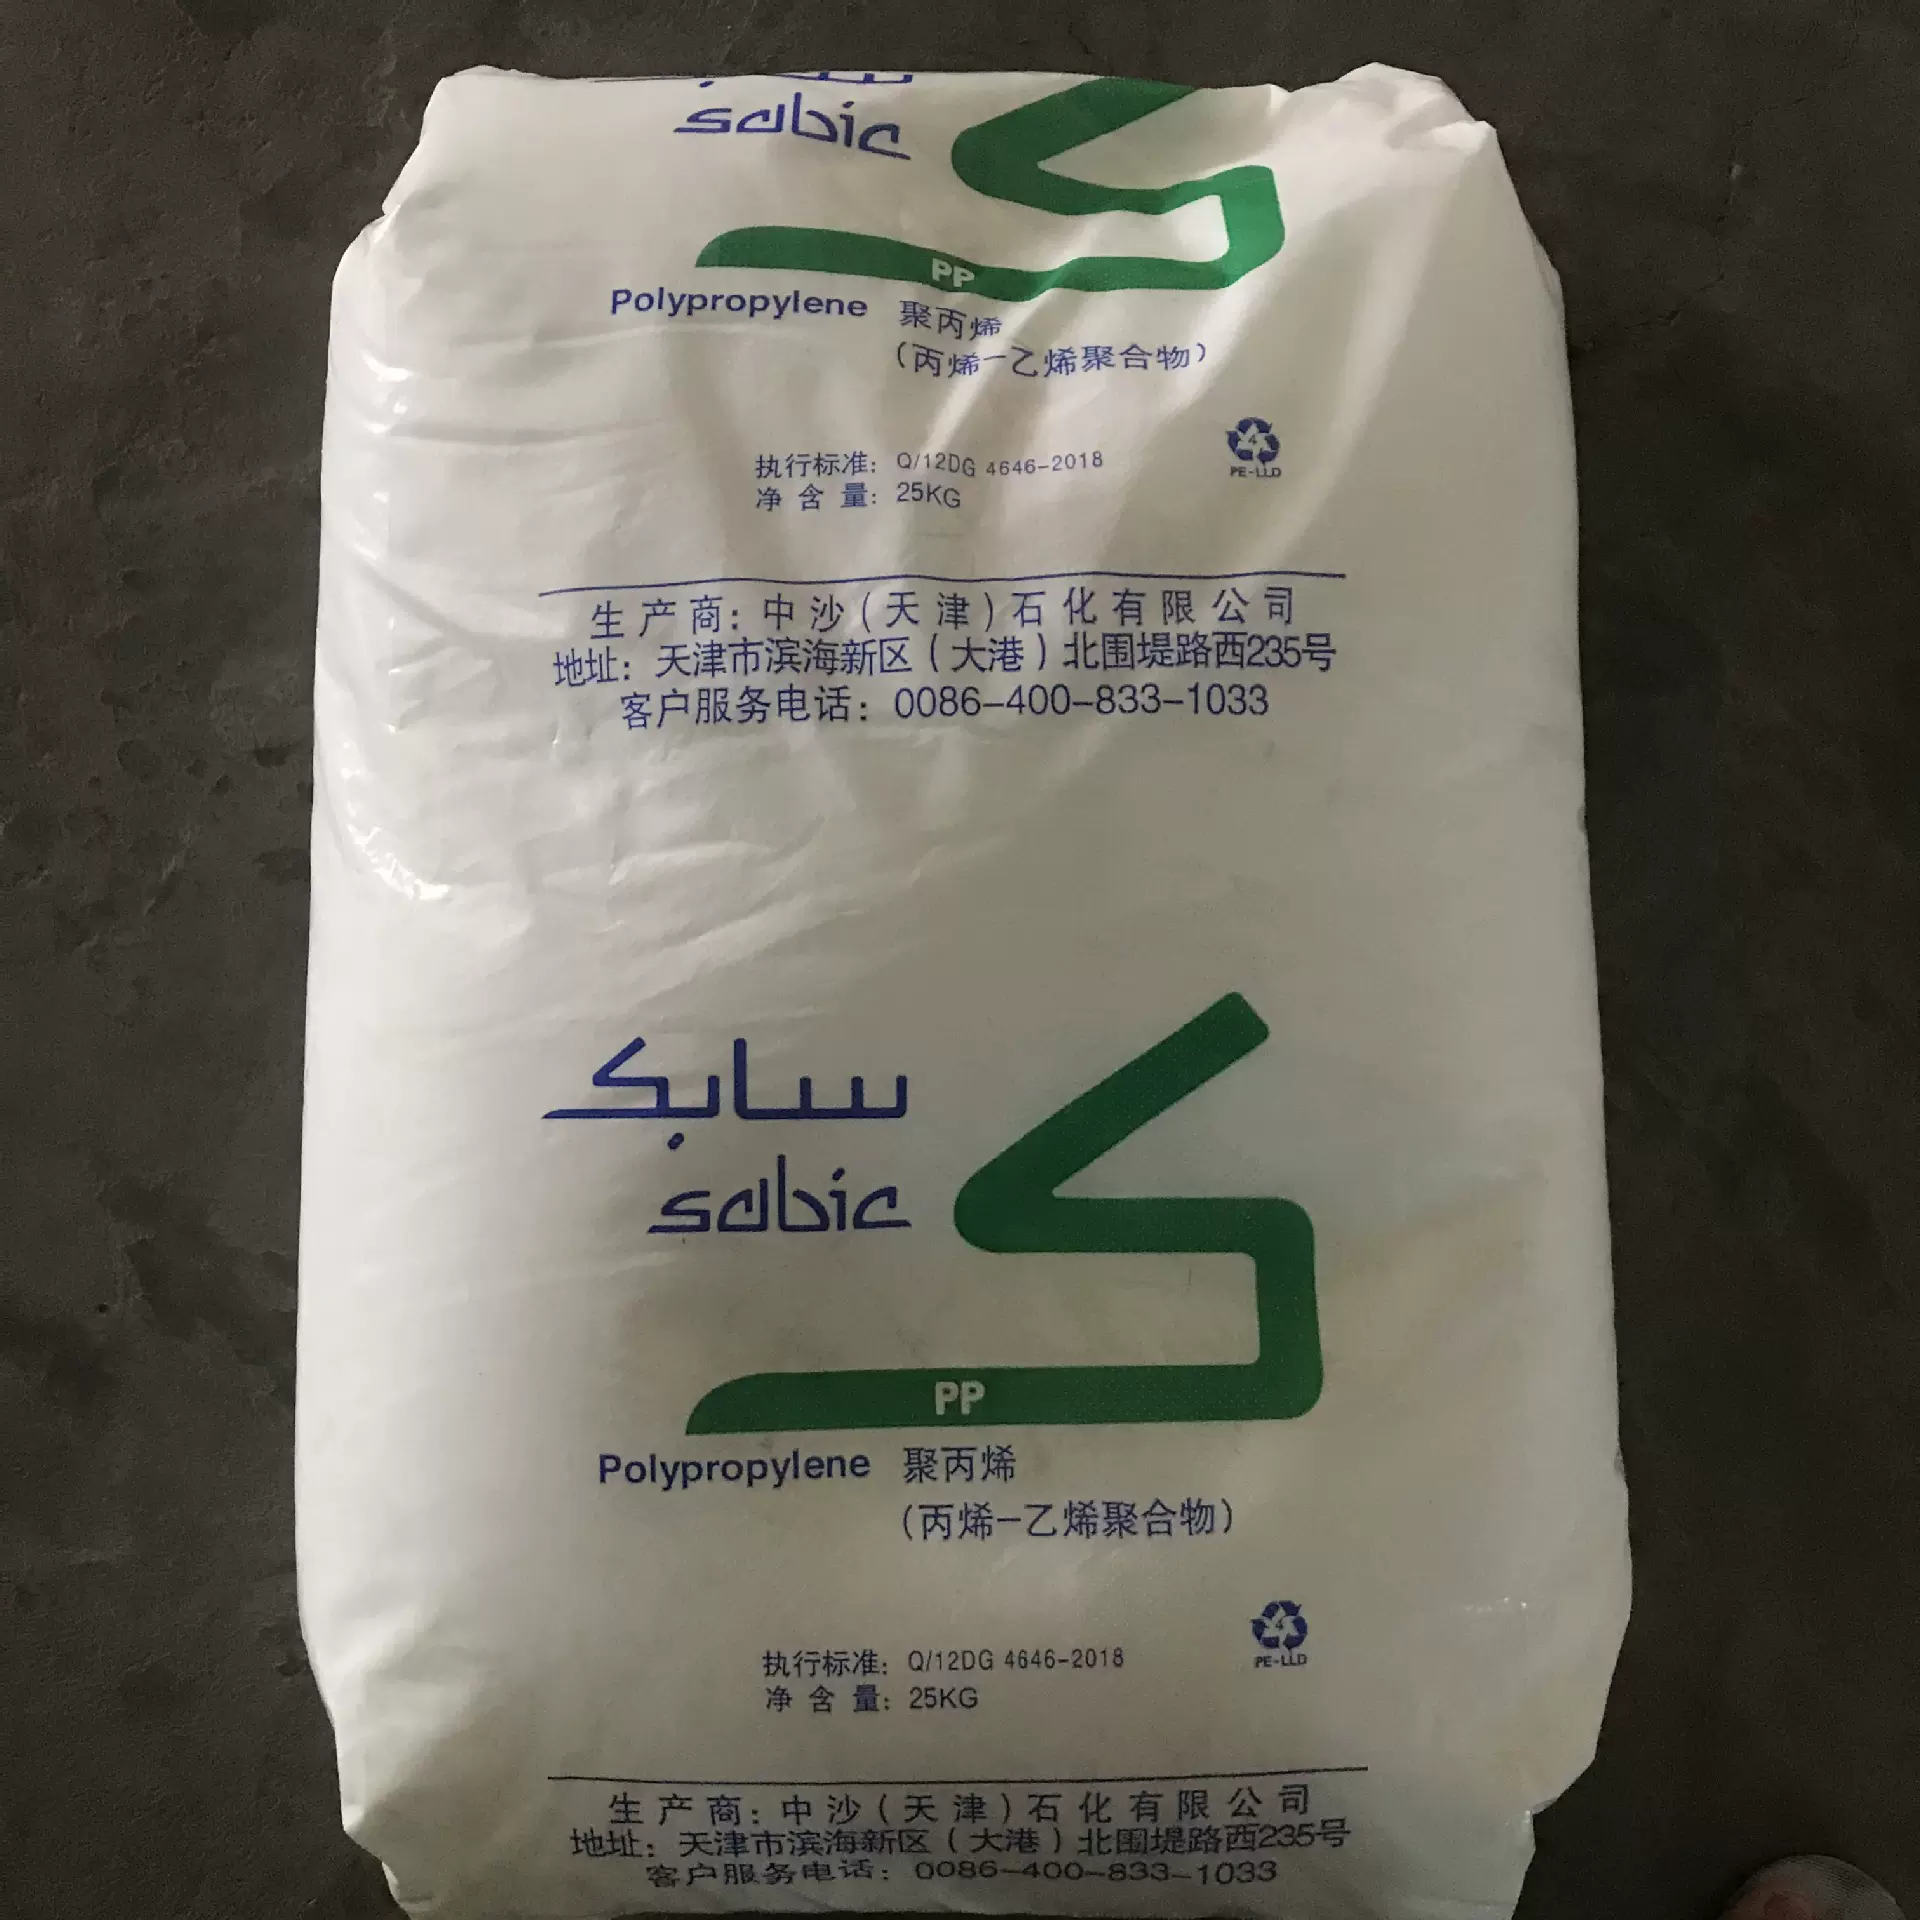 sabic
PP
Polypropylene 聚丙烯
(丙烯-乙烯聚合物)
执行标准: Q/12DG 4646-2018
净含量: 25KG
4
PE-LLD
生产商: 中沙(天津)石化有限公司
地址: 天津市滨海新区(大港)北围堤路西235号
客户服务电话: 0086-400-833-1033
سابك
sabic
PP
Polypropylene 聚丙烯
(丙烯-乙烯聚合物)
执行标准: Q/12DG 4646-2018
净含量: 25KG
4
PE-LLD
生产商: 中沙(天津)石化有限公司
地址: 天津市滨海新区(大港)北围堤路西235号
客户服务电话: 0086-400-833-1033